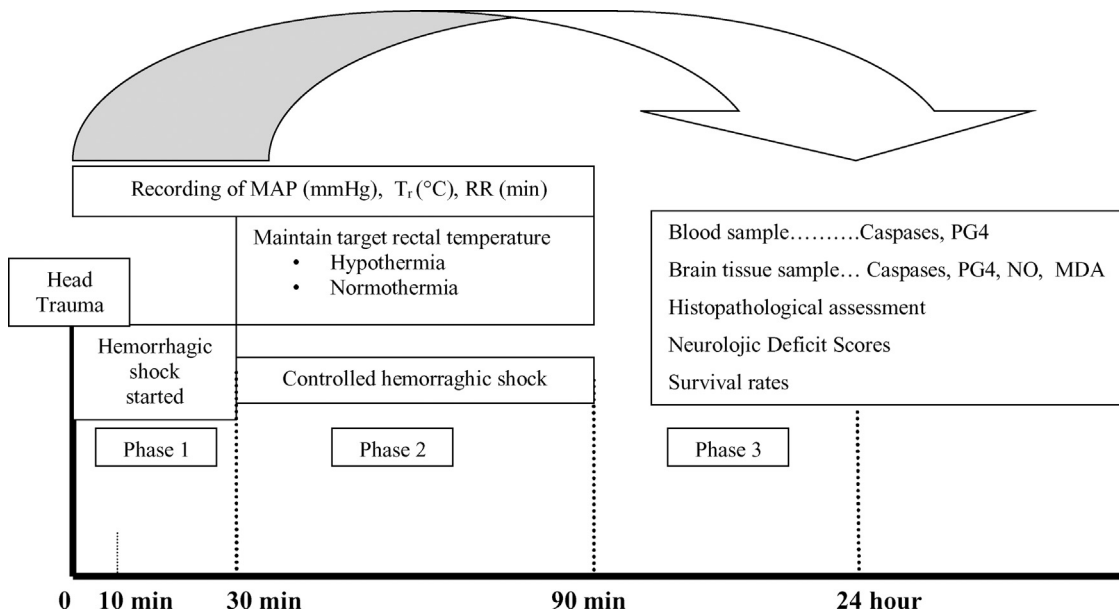 Recording of MAP (mmHg), Tr (°C), RR (min)
Maintain target rectal temperature
• Hypothermia
• Normothermia
Head
Trauma
Hemorrhagic
shock
started
Controlled hemorraghic shock
Blood sample……….Caspases, PG4
Brain tissue sample… Caspases, PG4, NO, MDA
Histopathological assessment
Neurolojic Deficit Scores
Survival rates
Phase 1
Phase 2
Phase 3
0 10 min 30 min 90 min 24 hour